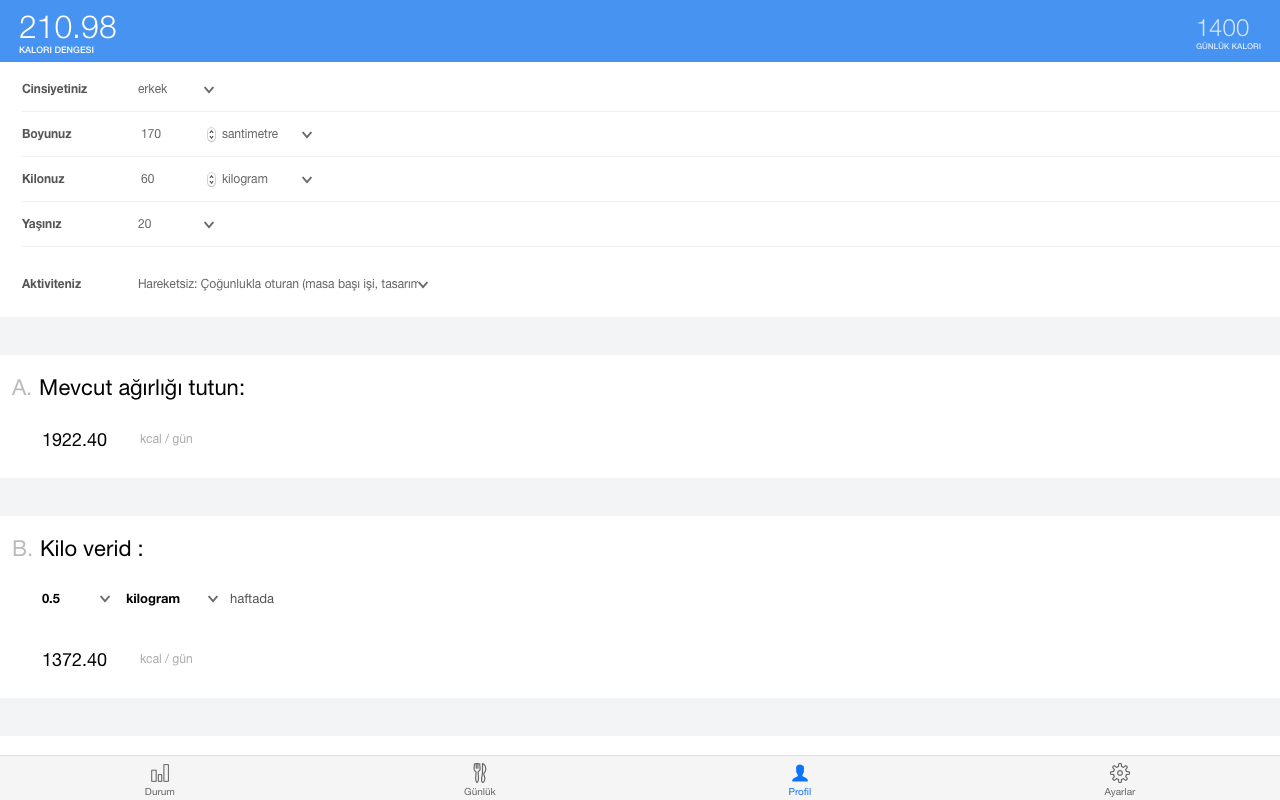 210.98
KALORI DENGESI
1400
GÜNLÜK KALORI
Cinsiyetiniz erkek
Boyunuz 170 santimetre
Kilonuz 60 kilogram
Yaşınız 20
Aktiviteniz Hareketsiz: Çoğunlukla oturan (masa başı işi, tasarım
A. Mevcut ağırlığı tutun:
1922.40 kcal / gün
B. Kilo verid :
0.5 kilogram haftada
1372.40 kcal / gün
Durum Günlük Profil Ayarlar